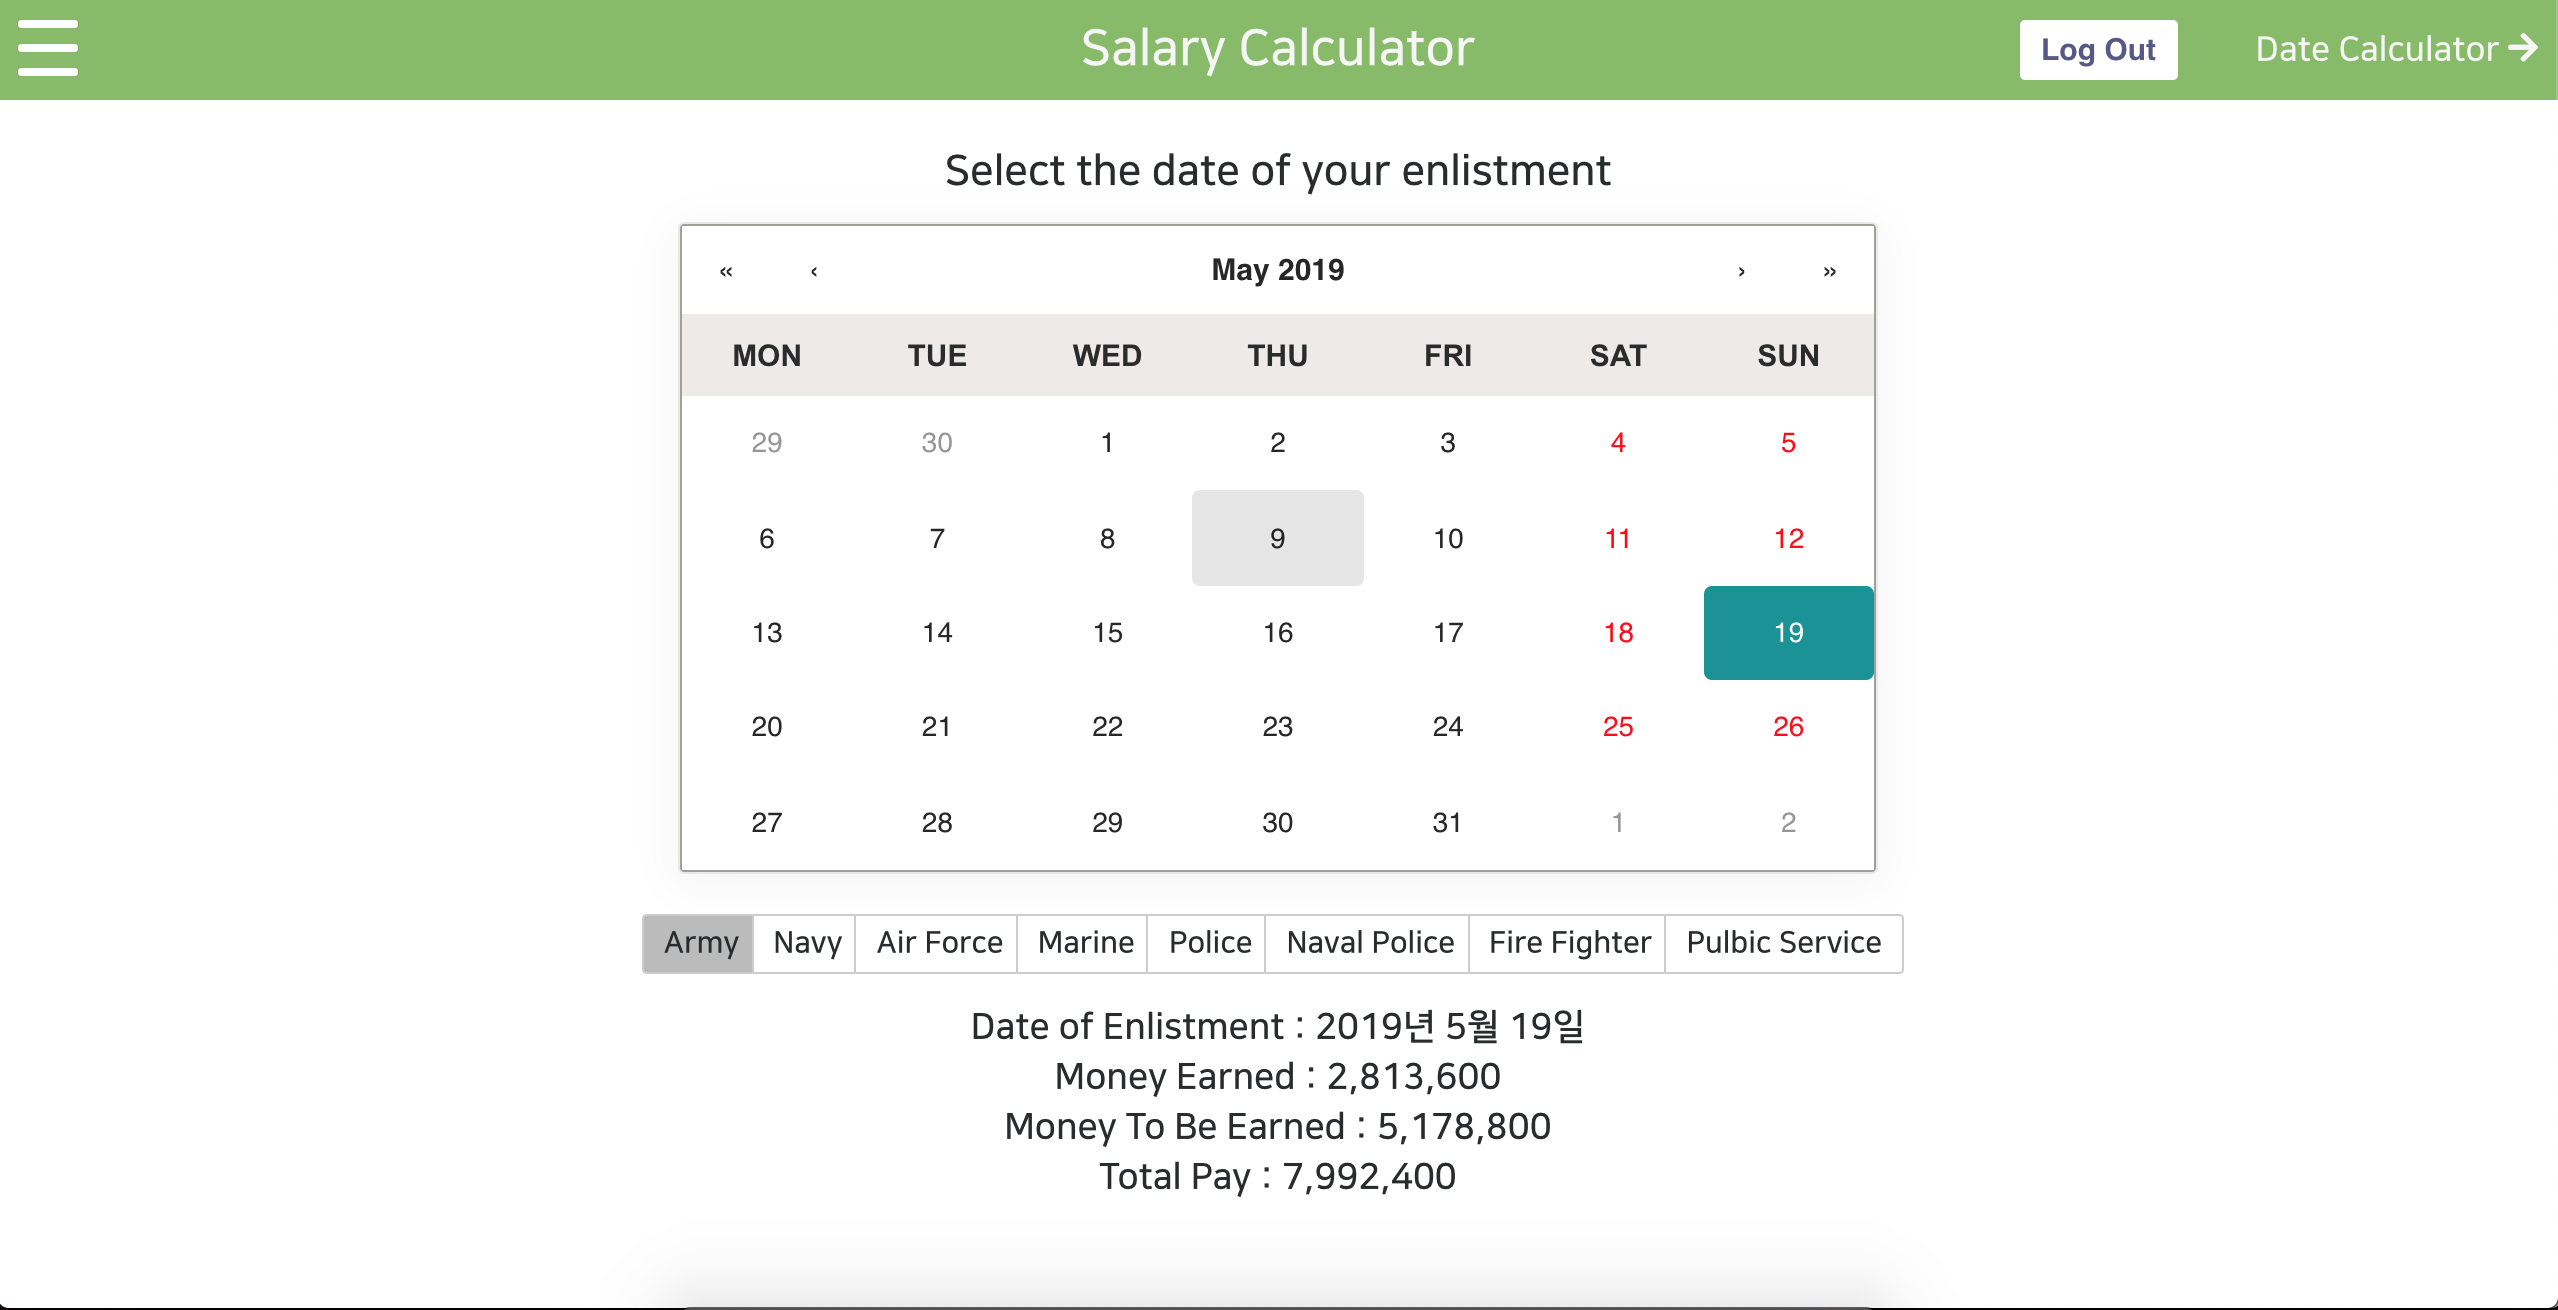 Salary Calculator
Log Out
Date Calculator →
Select the date of your enlistment
« ‹ May 2019 › »
MON TUE WED THU FRI SAT SUN
29 30 1 2 3 4 5
6 7 8 9 10 11 12
13 14 15 16 17 18 19
20 21 22 23 24 25 26
27 28 29 30 31 1 2
Army Navy Air Force Marine Police Naval Police Fire Fighter Pulbic Service
Date of Enlistment : 2019년 5월 19일
Money Earned : 2,813,600
Money To Be Earned : 5,178,800
Total Pay : 7,992,400